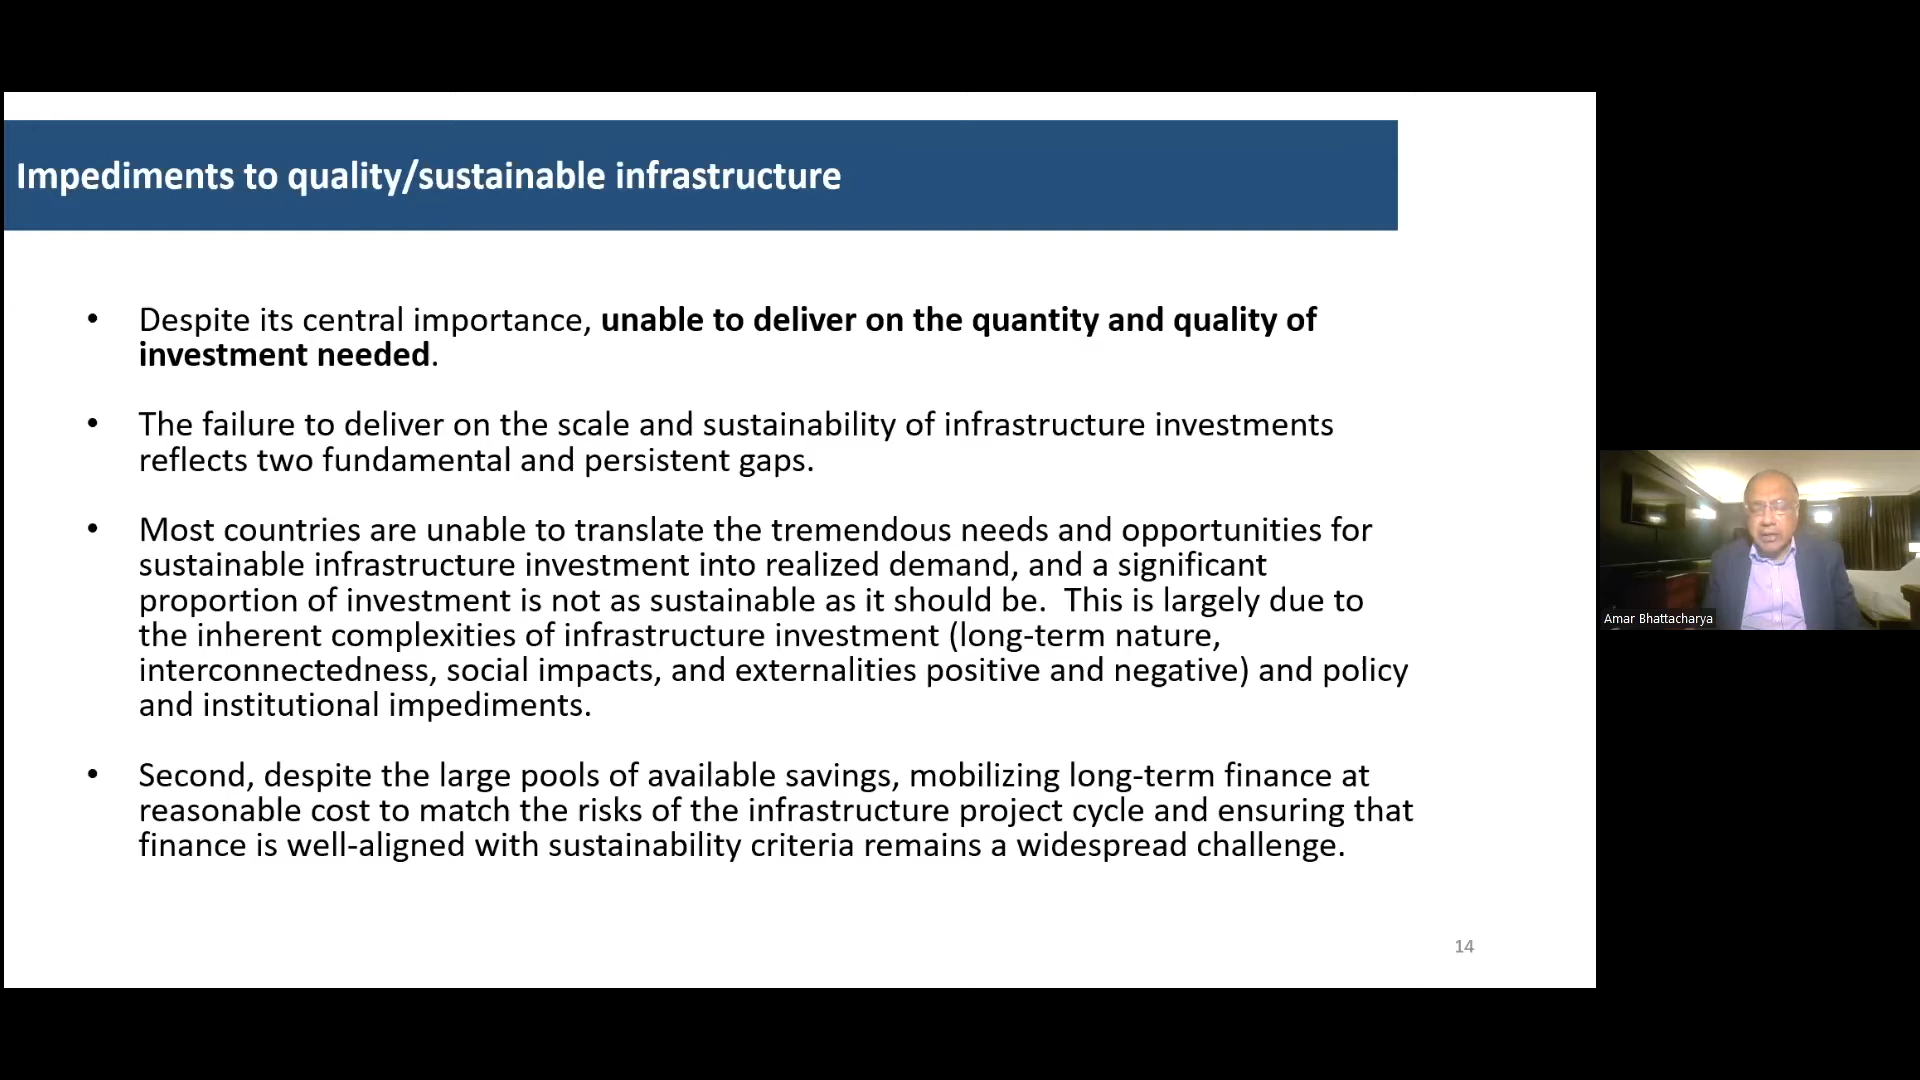 Impediments to quality/sustainable infrastructure
• Despite its central importance, unable to deliver on the quantity and quality of
investment needed.
• The failure to deliver on the scale and sustainability of infrastructure investments
reflects two fundamental and persistent gaps.
• Most countries are unable to translate the tremendous needs and opportunities for
sustainable infrastructure investment into realized demand, and a significant
proportion of investment is not as sustainable as it should be.  This is largely due to
the inherent complexities of infrastructure investment (long-term nature,
interconnectedness, social impacts, and externalities positive and negative) and policy
and institutional impediments.
• Second, despite the large pools of available savings, mobilizing long-term finance at
reasonable cost to match the risks of the infrastructure project cycle and ensuring that
finance is well-aligned with sustainability criteria remains a widespread challenge.
14
Amar Bhattacharya